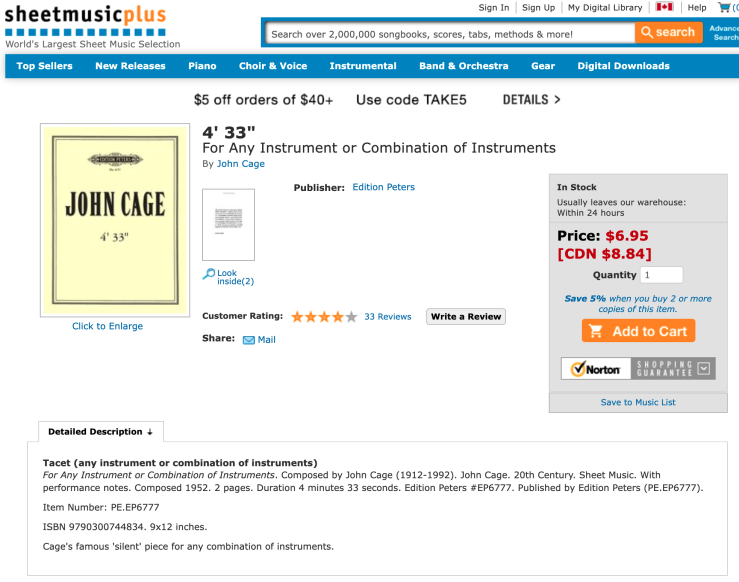 sheetmusicplus
World's Largest Sheet Music Selection
Sign In | Sign Up | My Digital Library | Help
Search over 2,000,000 songbooks, scores, tabs, methods & more!
search
Advance
Search
Top Sellers New Releases Piano Choir & Voice Instrumental Band & Orchestra Gear Digital Downloads
$5 off orders of $40+ Use code TAKE5 DETAILS >
EDITION PETERS
JOHN CAGE
4' 33"
Click to Enlarge
4' 33"
For Any Instrument or Combination of Instruments
By John Cage
Publisher: Edition Peters
Look
inside(2)
Customer Rating: 33 Reviews Write a Review
Share: Mail
In Stock
Usually leaves our warehouse:
Within 24 hours
Price: $6.95
[CDN $8.84]
Quantity 1
Save 5% when you buy 2 or more
copies of this item.
Add to Cart
Norton SHOPPING
GUARANTEE
Save to Music List
Detailed Description ↓
Tacet (any instrument or combination of instruments)
For Any Instrument or Combination of Instruments. Composed by John Cage (1912-1992). John Cage. 20th Century. Sheet Music. With
performance notes. Composed 1952. 2 pages. Duration 4 minutes 33 seconds. Edition Peters #EP6777. Published by Edition Peters (PE.EP6777).
Item Number: PE.EP6777
ISBN 9790300744834. 9x12 inches.
Cage's famous 'silent' piece for any combination of instruments.